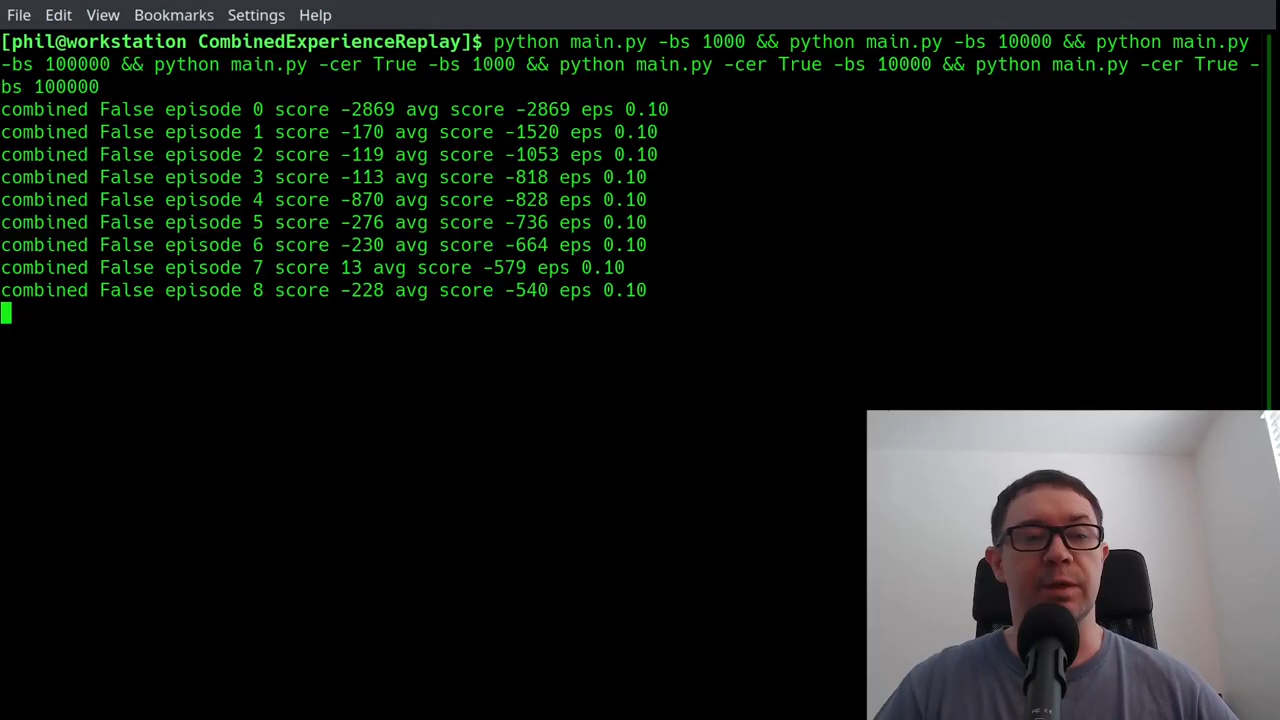 File Edit View Bookmarks Settings Help
[phil@workstation CombinedExperienceReplay]$ python main.py -bs 1000 && python main.py -bs 10000 && python main.py
-bs 100000 && python main.py -cer True -bs 1000 && python main.py -cer True -bs 10000 && python main.py -cer True -
bs 100000
combined False episode 0 score -2869 avg score -2869 eps 0.10
combined False episode 1 score -170 avg score -1520 eps 0.10
combined False episode 2 score -119 avg score -1053 eps 0.10
combined False episode 3 score -113 avg score -818 eps 0.10
combined False episode 4 score -870 avg score -828 eps 0.10
combined False episode 5 score -276 avg score -736 eps 0.10
combined False episode 6 score -230 avg score -664 eps 0.10
combined False episode 7 score 13 avg score -579 eps 0.10
combined False episode 8 score -228 avg score -540 eps 0.10